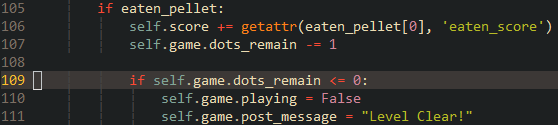 105 if eaten_pellet:
106 self.score += getattr(eaten_pellet[0], 'eaten_score')
107 self.game.dots_remain -= 1
108
109 if self.game.dots_remain <= 0:
110 self.game.playing = False
111 self.game.post_message = "Level Clear!"